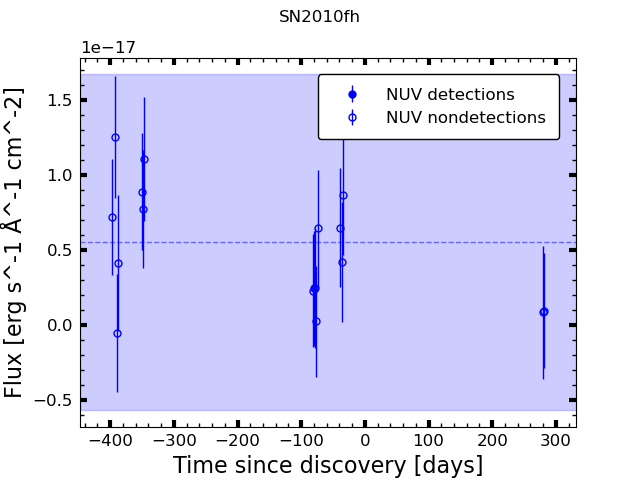 SN2010fh
1e−17
NUV detections
NUV nondetections
1.5
1.0
0.5
0.0
−0.5
Flux [erg s^-1 Å^-1 cm^-2]
−400 −300 −200 −100 0 100 200 300
Time since discovery [days]